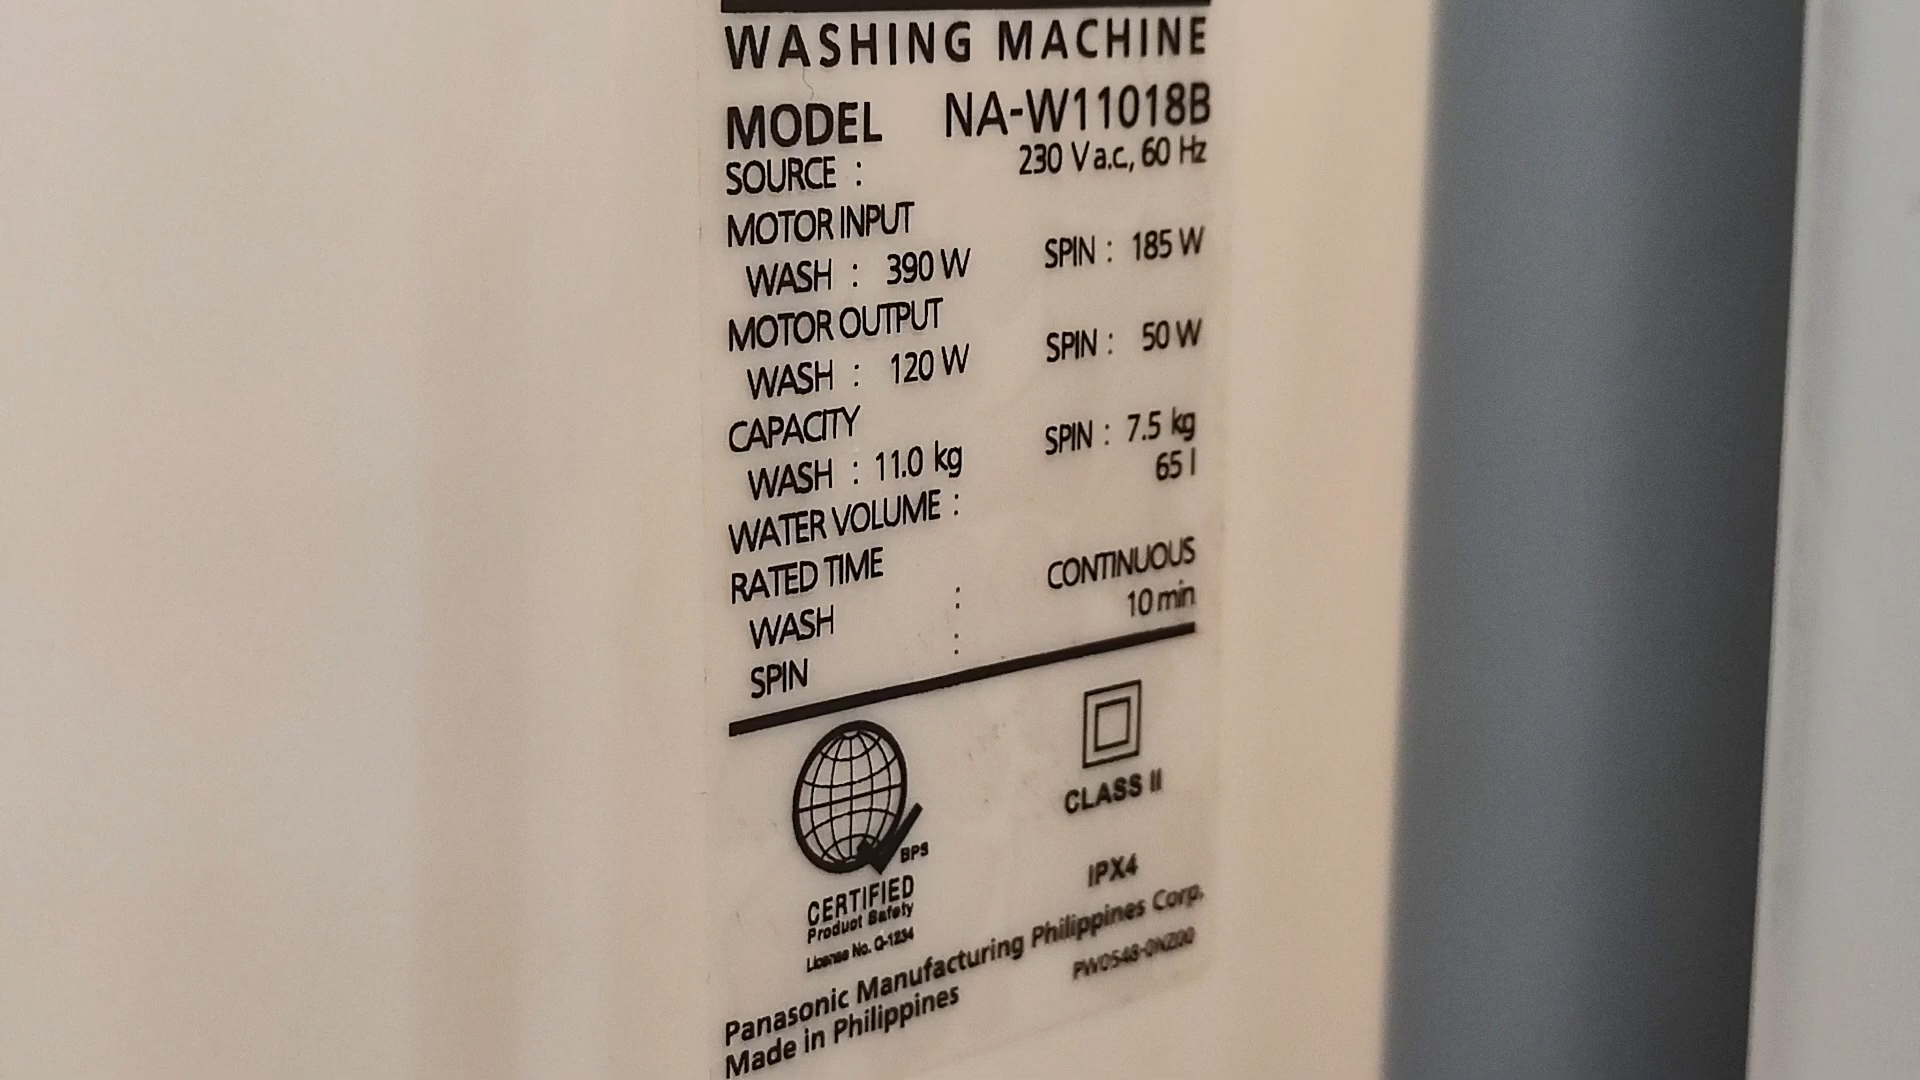 WASHING MACHINE
MODEL NA-W11018B
SOURCE : 230 V a.c., 60 Hz
MOTOR INPUT
WASH : 390 W SPIN : 185 W
MOTOR OUTPUT
WASH : 120 W SPIN : 50 W
CAPACITY
WASH : 11.0 kg SPIN : 7.5 kg
WATER VOLUME : 65 l
RATED TIME
WASH : CONTINUOUS
SPIN : 10 min
BPS
CERTIFIED
Product Safety
License No. Q-1234
CLASS II
IPX4
Panasonic Manufacturing Philippines Corp.
Made in Philippines